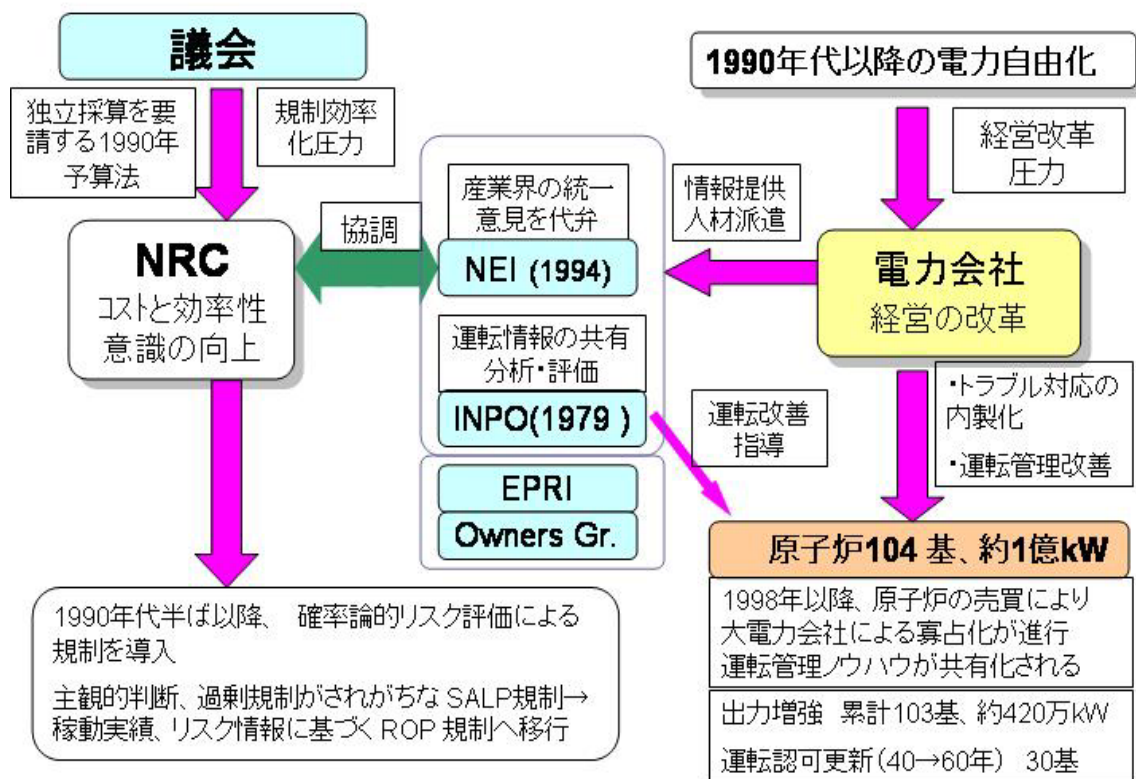 議会
独立採算を要
請する1990年
予算法
規制効率
化圧力
NRC
コストと効率性
意識の向上
1990年代半ば以降、 確率論的リスク評価による
規制を導入
主観的判断、過剰規制がされがちな SALP規制→
稼動実績、リスク情報に基づく ROP 規制へ移行
協調
産業界の統一
意見を代弁
NEI (1994)
運転情報の共有
分析・評価
INPO(1979 )
EPRI
Owners Gr.
情報提供
人材派遣
運転改善
指導
1990年代以降の電力自由化
経営改革
圧力
電力会社
経営の改革
・トラブル対応の
内製化
・運転管理改善
原子炉104 基、約1億kW
1998年以降、原子炉の売買により
大電力会社による寡占化が進行
運転管理ノウハウが共有化される
出力増強 累計103基、約420万kW
運転認可更新(40→60年) 30基